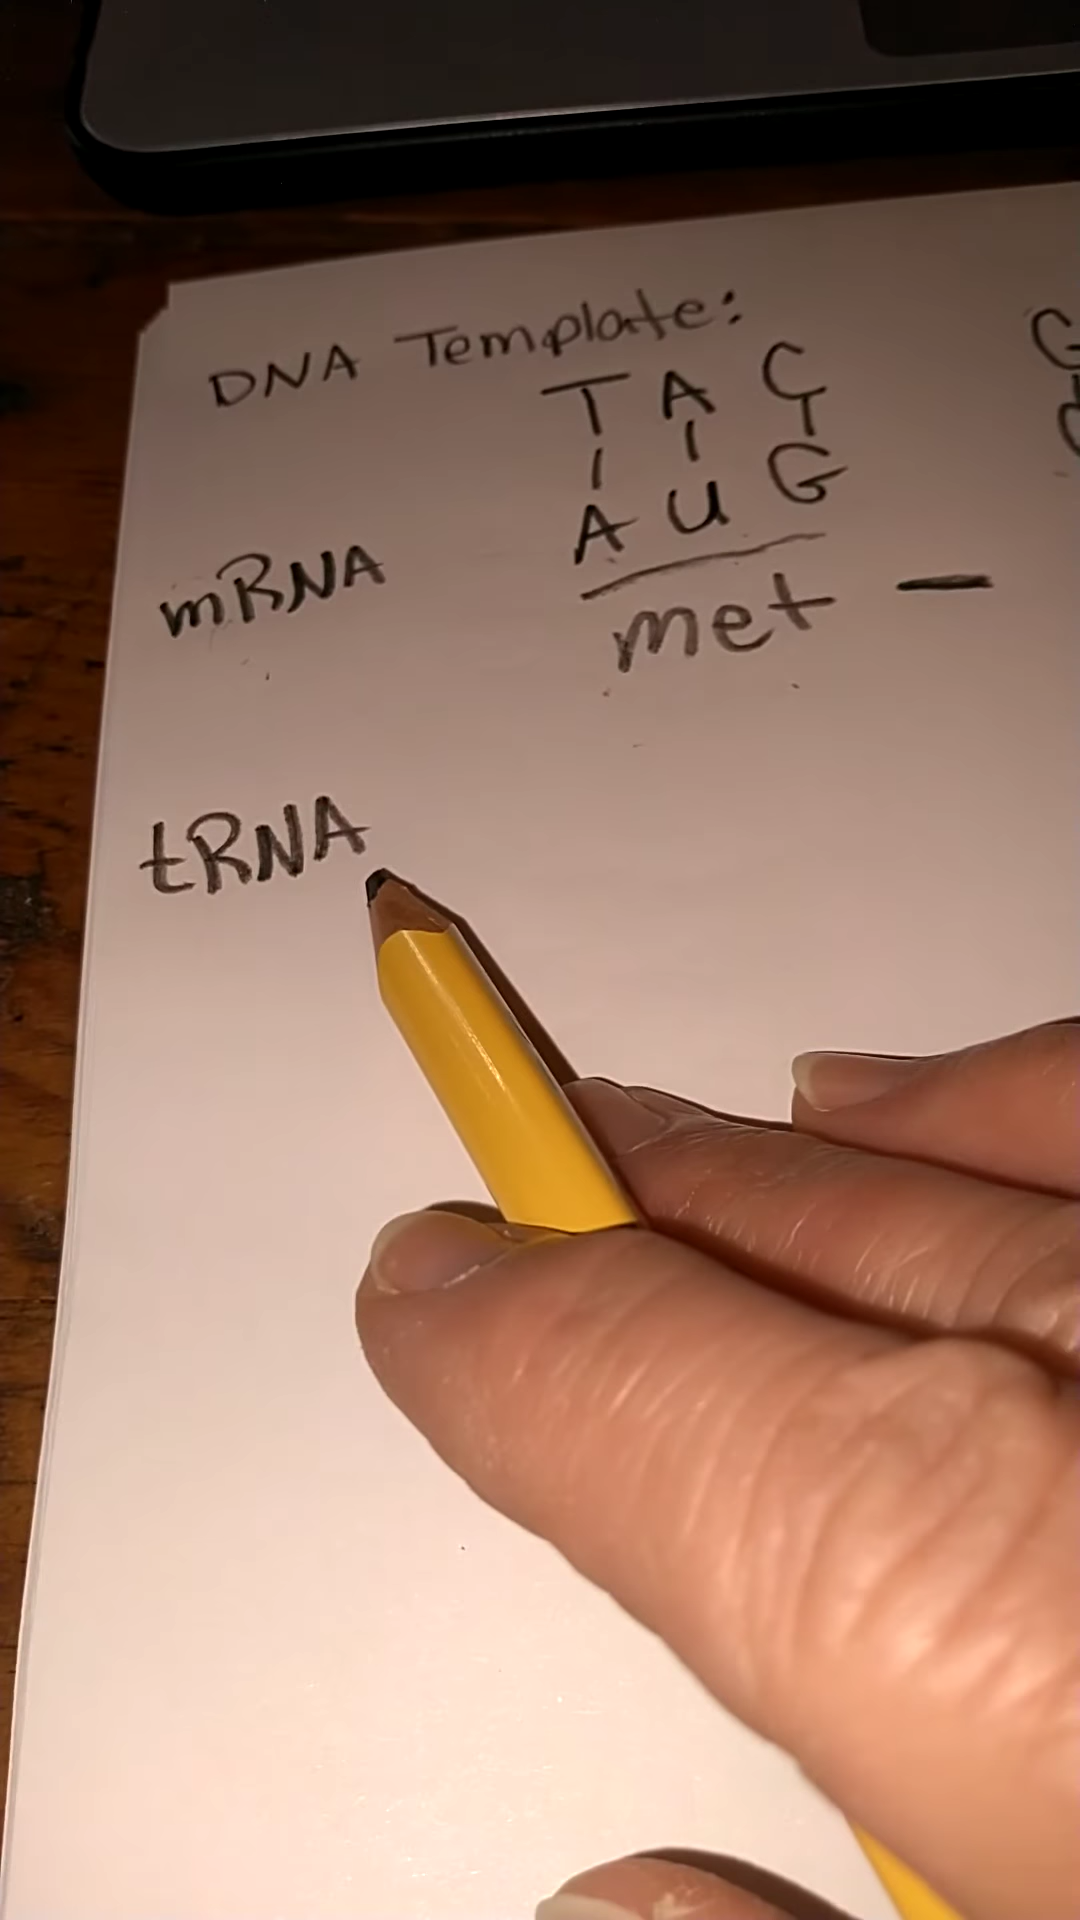 DNA Template:
T A C G
A U G
mRNA
met —
tRNA